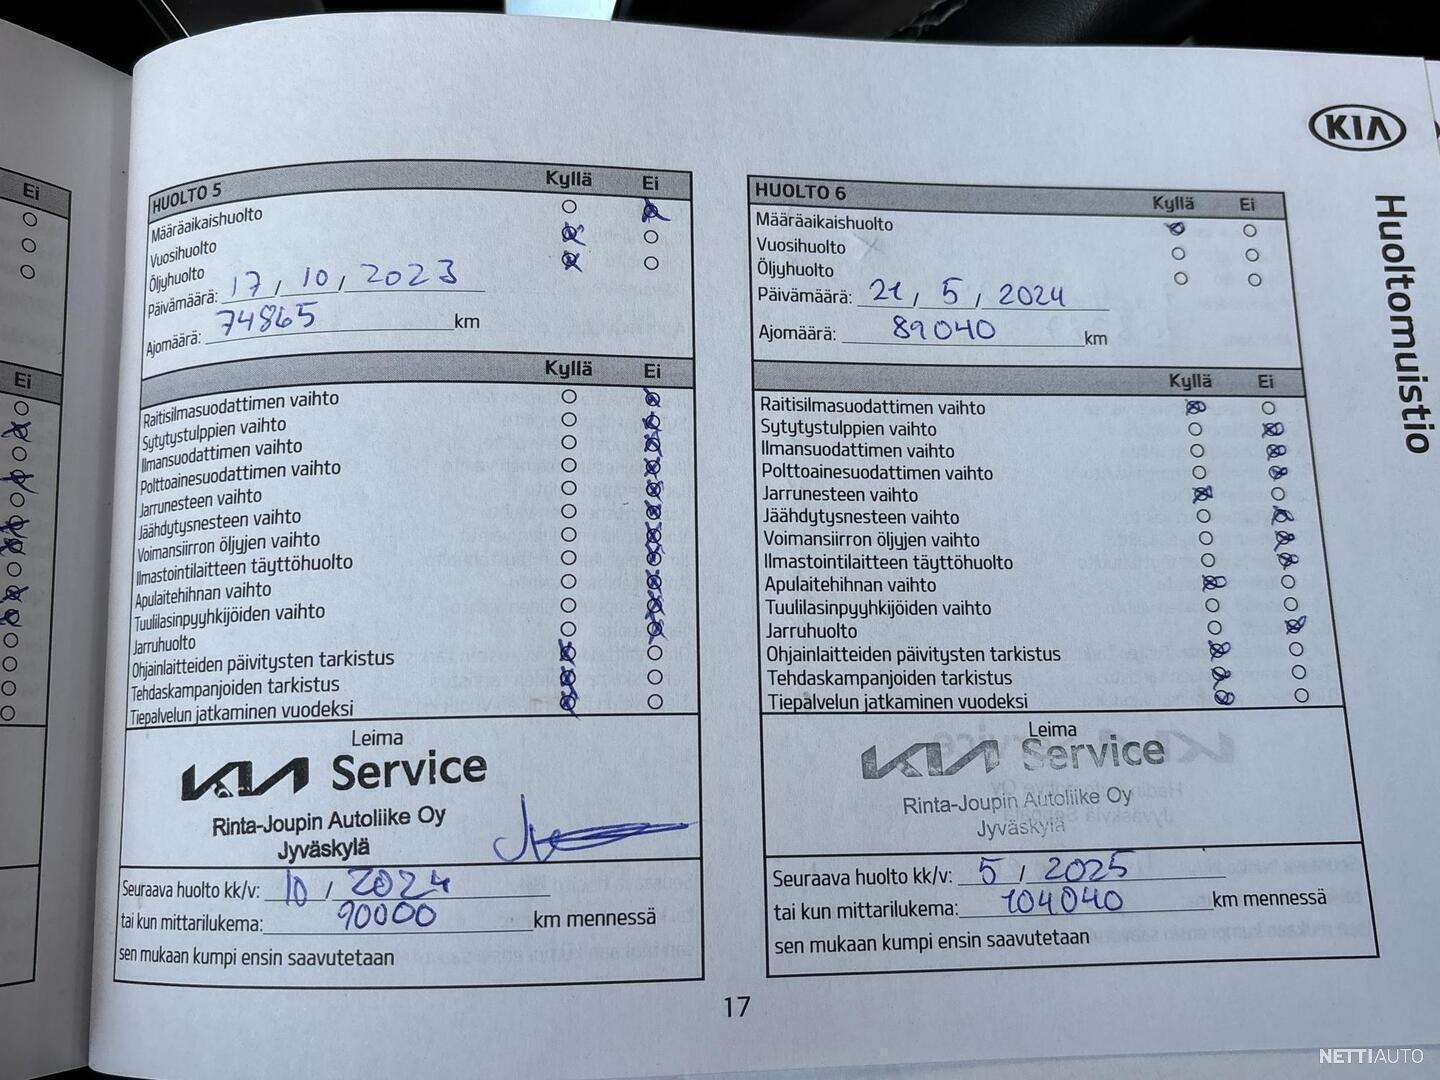 KIA
Huoltomuistio
Ei
Ei
HUOLTO 5 Kyllä Ei
Määräaikaishuolto
Vuosihuolto
Öljyhuolto
Päivämäärä: 17, 10, 2023
Ajomäärä: 74865 km
Kyllä Ei
Raitisilmasuodattimen vaihto
Sytytystulppien vaihto
Ilmansuodattimen vaihto
Polttoainesuodattimen vaihto
Jarrunesteen vaihto
Jäähdytysnesteen vaihto
Voimansiirron öljyjen vaihto
Ilmastointilaitteen täyttöhuolto
Apulaitehihnan vaihto
Tuulilasinpyyhkijöiden vaihto
Jarruhuolto
Ohjainlaitteiden päivitysten tarkistus
Tehdaskampanjoiden tarkistus
Tiepalvelun jatkaminen vuodeksi
Leima
KIA Service
Rinta-Joupin Autoliike Oy
Jyväskylä
Seuraava huolto kk/v: 10 / 2024
tai kun mittarilukema: 90000 km mennessä
sen mukaan kumpi ensin saavutetaan
HUOLTO 6 Kyllä Ei
Määräaikaishuolto
Vuosihuolto
Öljyhuolto
Päivämäärä: 21, 5, 2024
Ajomäärä: 89040 km
Kyllä Ei
Raitisilmasuodattimen vaihto
Sytytystulppien vaihto
Ilmansuodattimen vaihto
Polttoainesuodattimen vaihto
Jarrunesteen vaihto
Jäähdytysnesteen vaihto
Voimansiirron öljyjen vaihto
Ilmastointilaitteen täyttöhuolto
Apulaitehihnan vaihto
Tuulilasinpyyhkijöiden vaihto
Jarruhuolto
Ohjainlaitteiden päivitysten tarkistus
Tehdaskampanjoiden tarkistus
Tiepalvelun jatkaminen vuodeksi
Leima
KIA Service
Rinta-Joupin Autoliike Oy
Jyväskylä
Seuraava huolto kk/v: 5 / 2025
tai kun mittarilukema: 104040 km mennessä
sen mukaan kumpi ensin saavutetaan
17
NETTIAUTO